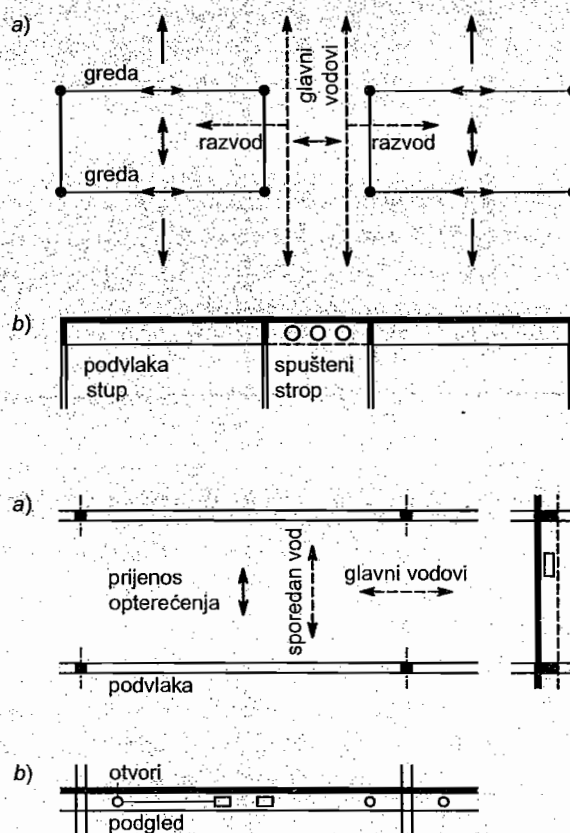 a)
greda
glavni
vodovi
razvod
razvod
greda
b)
podvlaka
stup
spušteni
strop
a)
prijenos
opterećenja
sporedan vod
glavni vodovi
podvlaka
b)
otvori
podgled